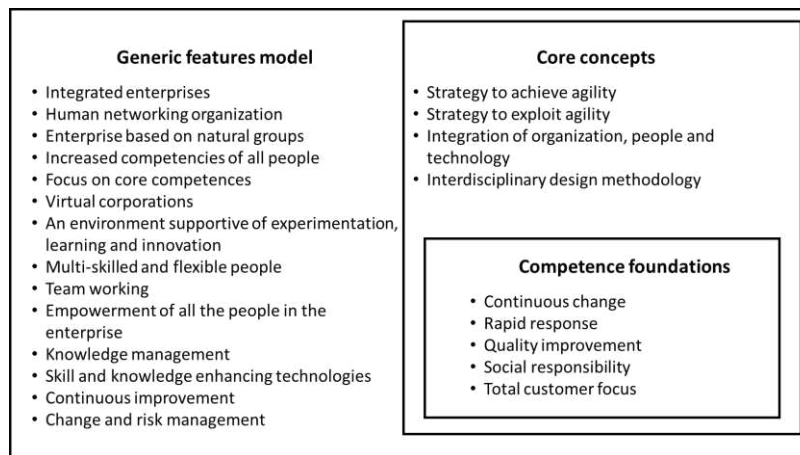 Generic features model
• Integrated enterprises
• Human networking organization
• Enterprise based on natural groups
• Increased competencies of all people
• Focus on core competences
• Virtual corporations
• An environment supportive of experimentation,
learning and innovation
• Multi-skilled and flexible people
• Team working
• Empowerment of all the people in the
enterprise
• Knowledge management
• Skill and knowledge enhancing technologies
• Continuous improvement
• Change and risk management
Core concepts
• Strategy to achieve agility
• Strategy to exploit agility
• Integration of organization, people and
technology
• Interdisciplinary design methodology
Competence foundations
• Continuous change
• Rapid response
• Quality improvement
• Social responsibility
• Total customer focus